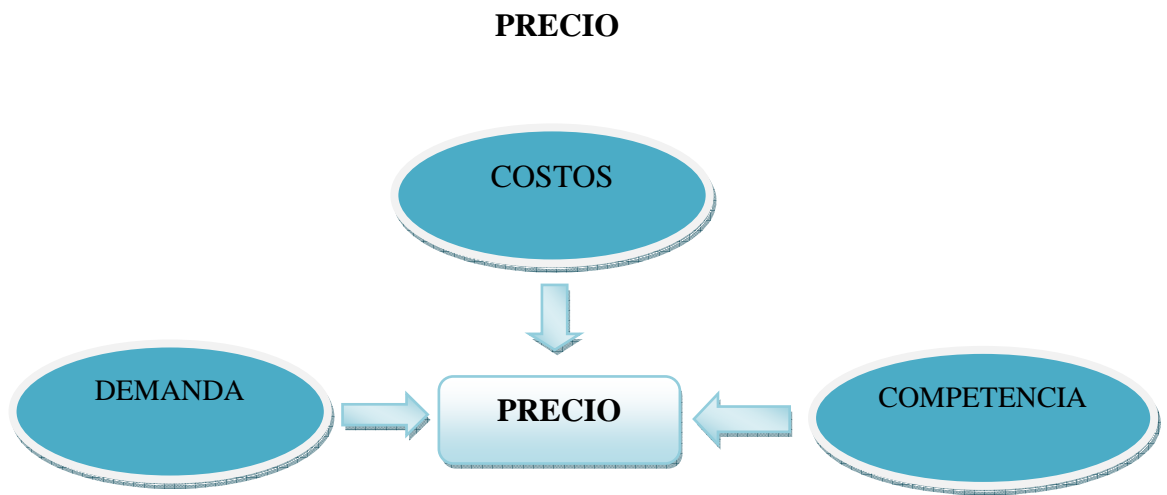 PRECIO
COSTOS
DEMANDA
PRECIO
COMPETENCIA